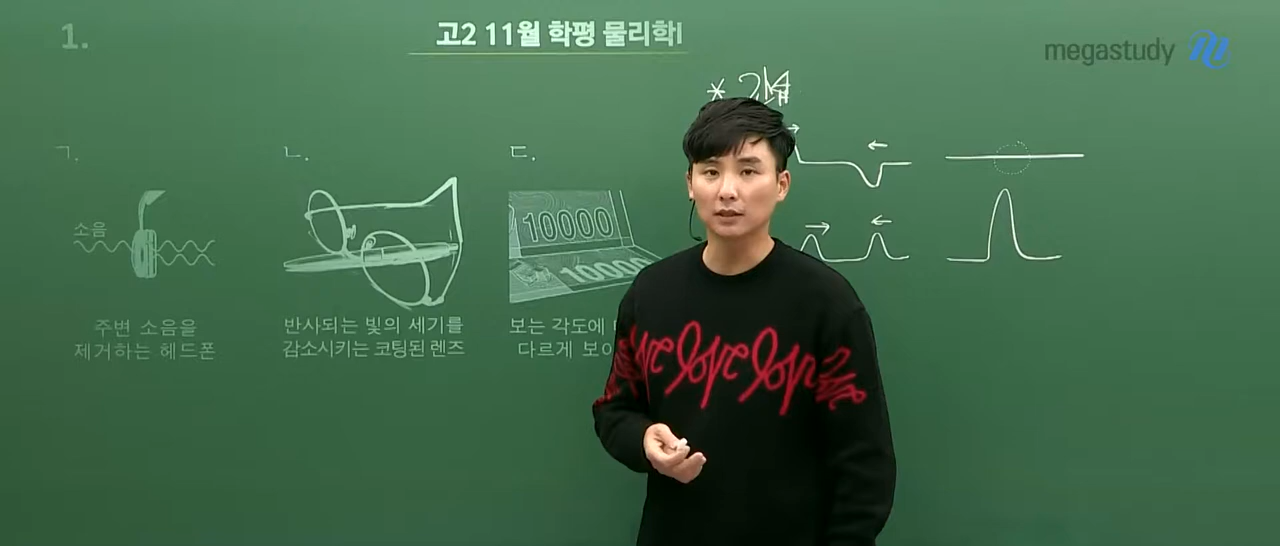 1.
고2 11월 학평 물리학I
megastudy
ㄱ.
ㄴ.
ㄷ.
소음
10000
10000
주변 소음을
제거하는 헤드폰
반사되는 빛의 세기를
감소시키는 코팅된 렌즈
보는 각도에
다르게 보이
love love